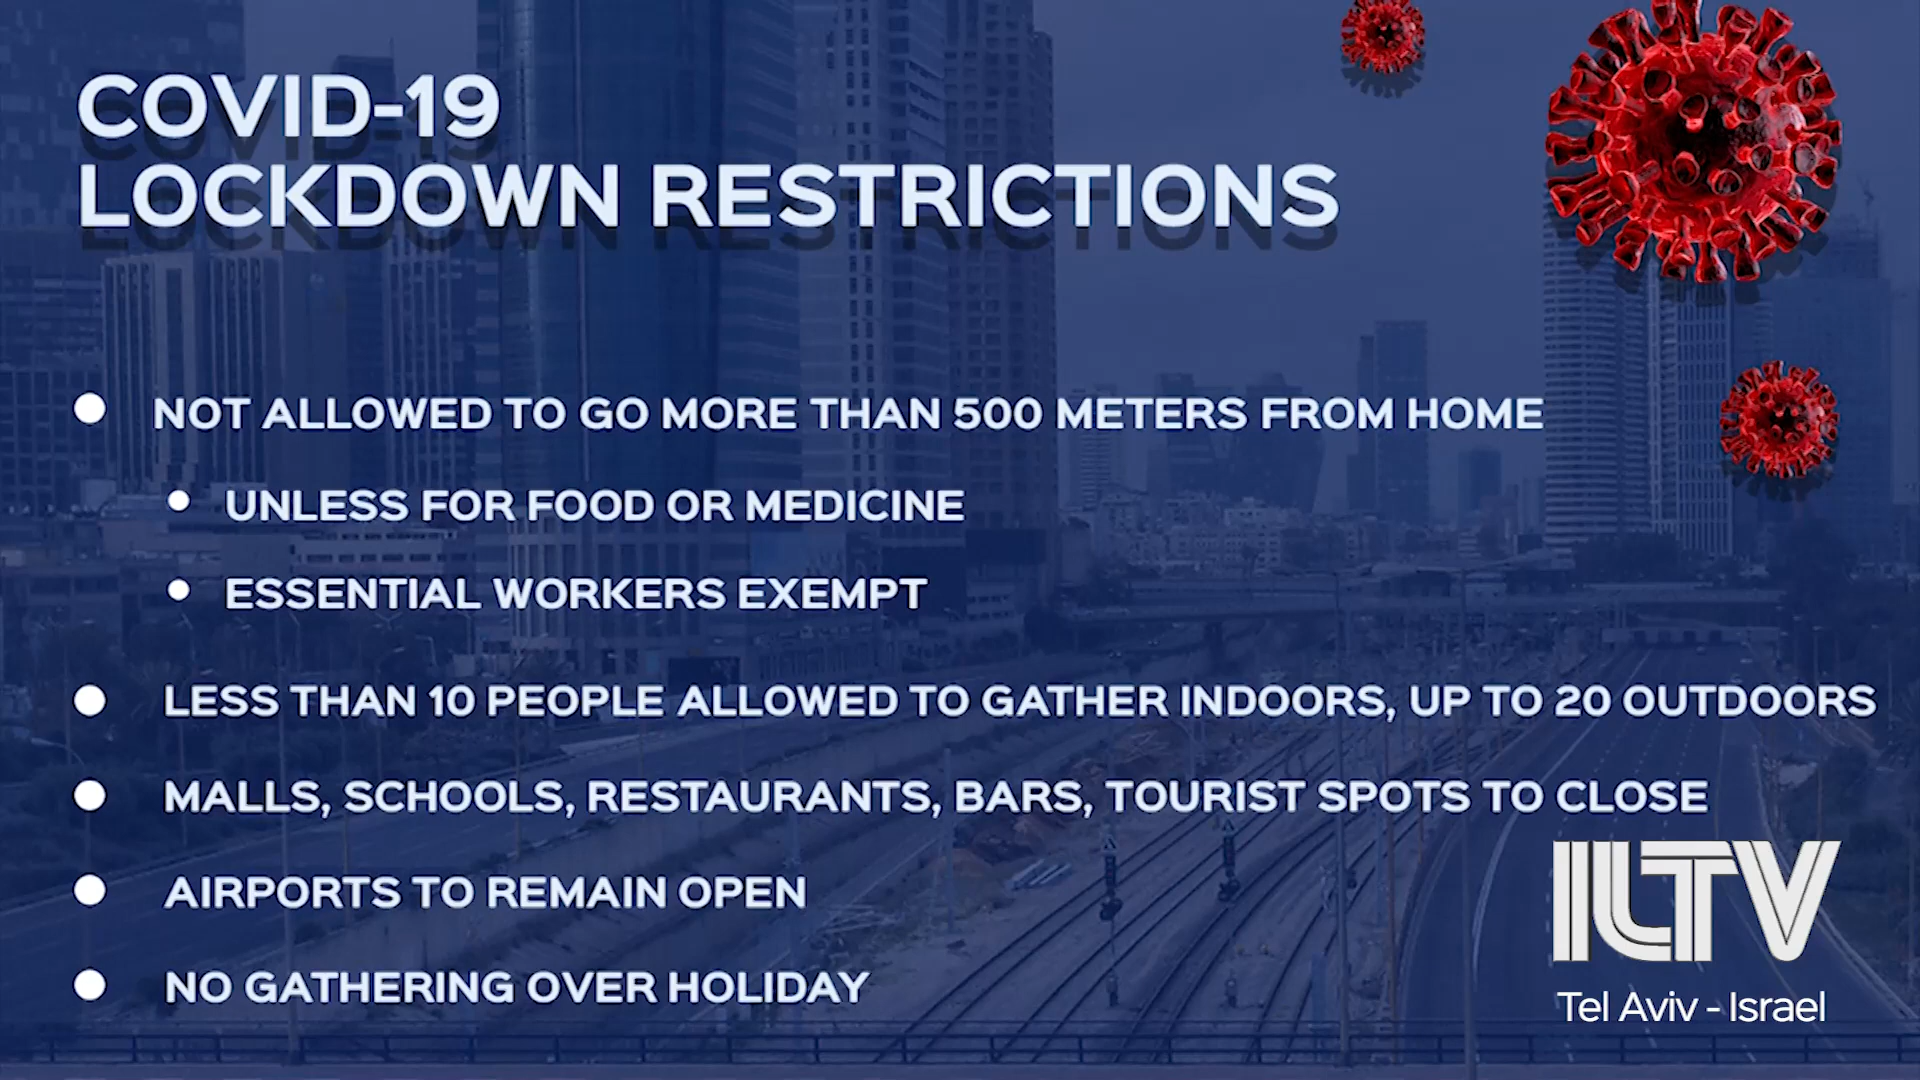 COVID-19
LOCKDOWN RESTRICTIONS
NOT ALLOWED TO GO MORE THAN 500 METERS FROM HOME
UNLESS FOR FOOD OR MEDICINE
ESSENTIAL WORKERS EXEMPT
LESS THAN 10 PEOPLE ALLOWED TO GATHER INDOORS, UP TO 20 OUTDOORS
MALLS, SCHOOLS, RESTAURANTS, BARS, TOURIST SPOTS TO CLOSE
AIRPORTS TO REMAIN OPEN
NO GATHERING OVER HOLIDAY
ILTV
Tel Aviv - Israel